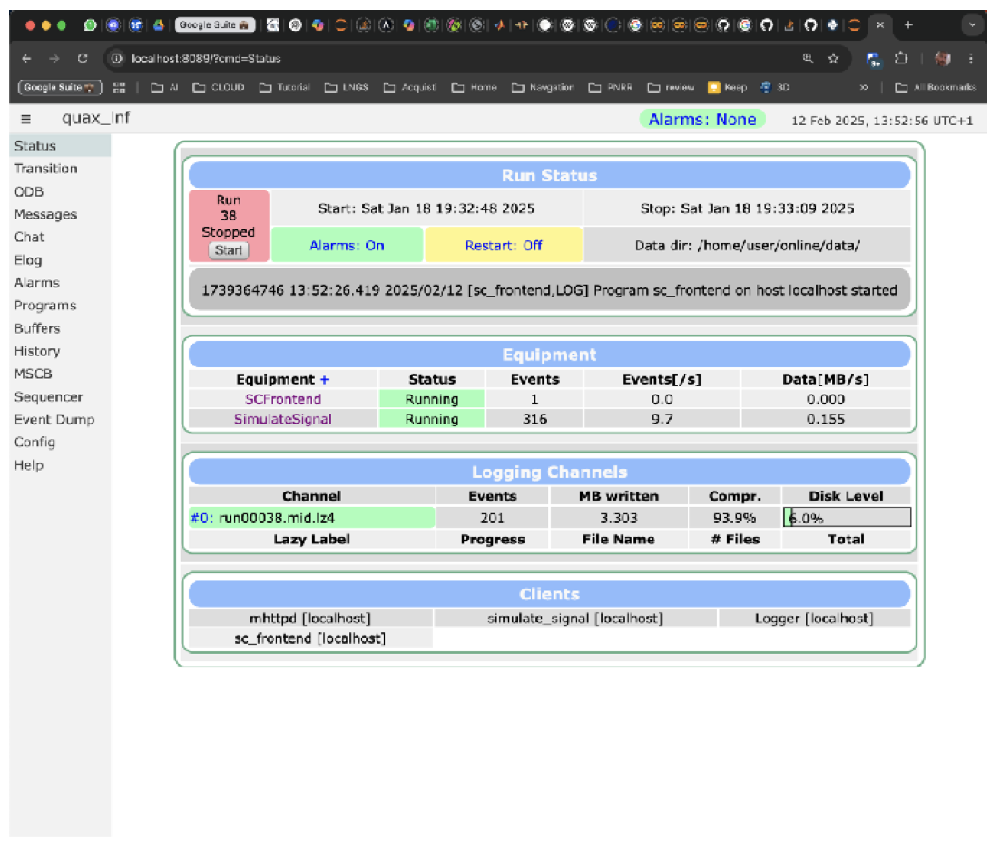 Google Suite
localhost:8089/?cmd=Status
9+
Google Suite AI CLOUD Tutorial LNGS Acquisti Home Navigation PNRR review Keep 3D » All Bookmarks
≡ quax_lnf Alarms: None 12 Feb 2025, 13:52:56 UTC+1
Status
Transition
ODB
Messages
Chat
Elog
Alarms
Programs
Buffers
History
MSCB
Sequencer
Event Dump
Config
Help
Run Status
Run
38
Stopped
Start
Start: Sat Jan 18 19:32:48 2025 Stop: Sat Jan 18 19:33:09 2025
Alarms: On Restart: Off Data dir: /home/user/online/data/
1739364746 13:52:26.419 2025/02/12 [sc_frontend,LOG] Program sc_frontend on host localhost started
Equipment
Equipment + Status Events Events[/s] Data[MB/s]
SCFrontend Running 1 0.0 0.000
SimulateSignal Running 316 9.7 0.155
Logging Channels
Channel Events MB written Compr. Disk Level
#0: run00038.mid.lz4 201 3.303 93.9% 6.0%
Lazy Label Progress File Name # Files Total
Clients
mhttpd [localhost] simulate_signal [localhost] Logger [localhost]
sc_frontend [localhost]